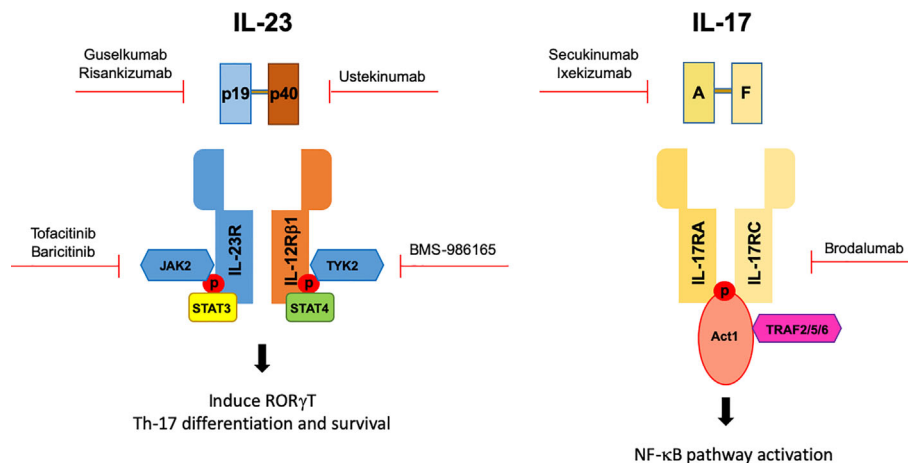 IL-23
Guselkumab
Risankizumab
p19
p40
Ustekinumab
Tofacitinib
Baricitinib
JAK2
IL-23R
IL-12Rβ1
TYK2
p
p
STAT3
STAT4
BMS-986165
Induce RORγT
Th-17 differentiation and survival
IL-17
Secukinumab
Ixekizumab
A
F
IL-17RA
IL-17RC
Brodalumab
p
Act1
TRAF2/5/6
NF-κB pathway activation